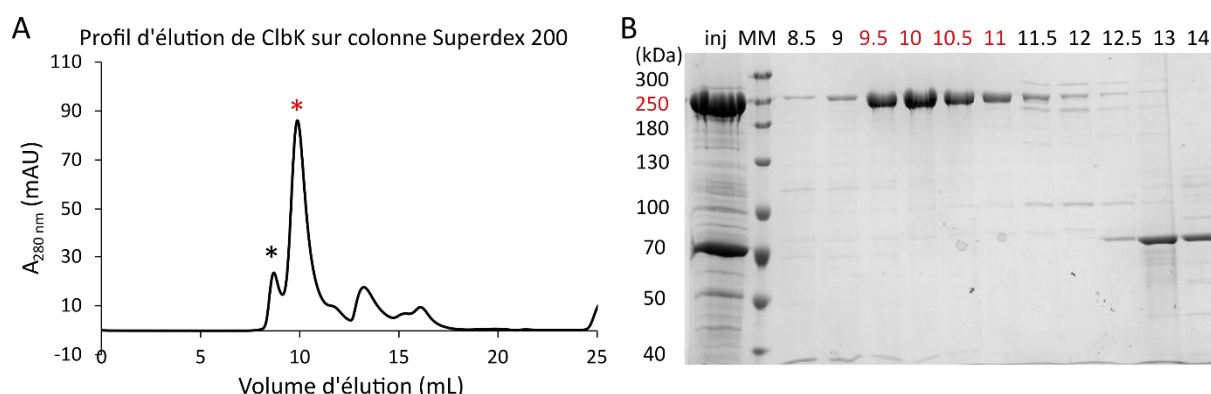 A
Profil d'élution de ClbK sur colonne Superdex 200
110
90
70
50
30
10
-10
A280 nm (mAU)
*
*
0 5 10 15 20 25
Volume d'élution (mL)
B
inj MM 8.5 9 9.5 10 10.5 11 11.5 12 12.5 13 14
(kDa)
300
250
180
130
100
70
50
40